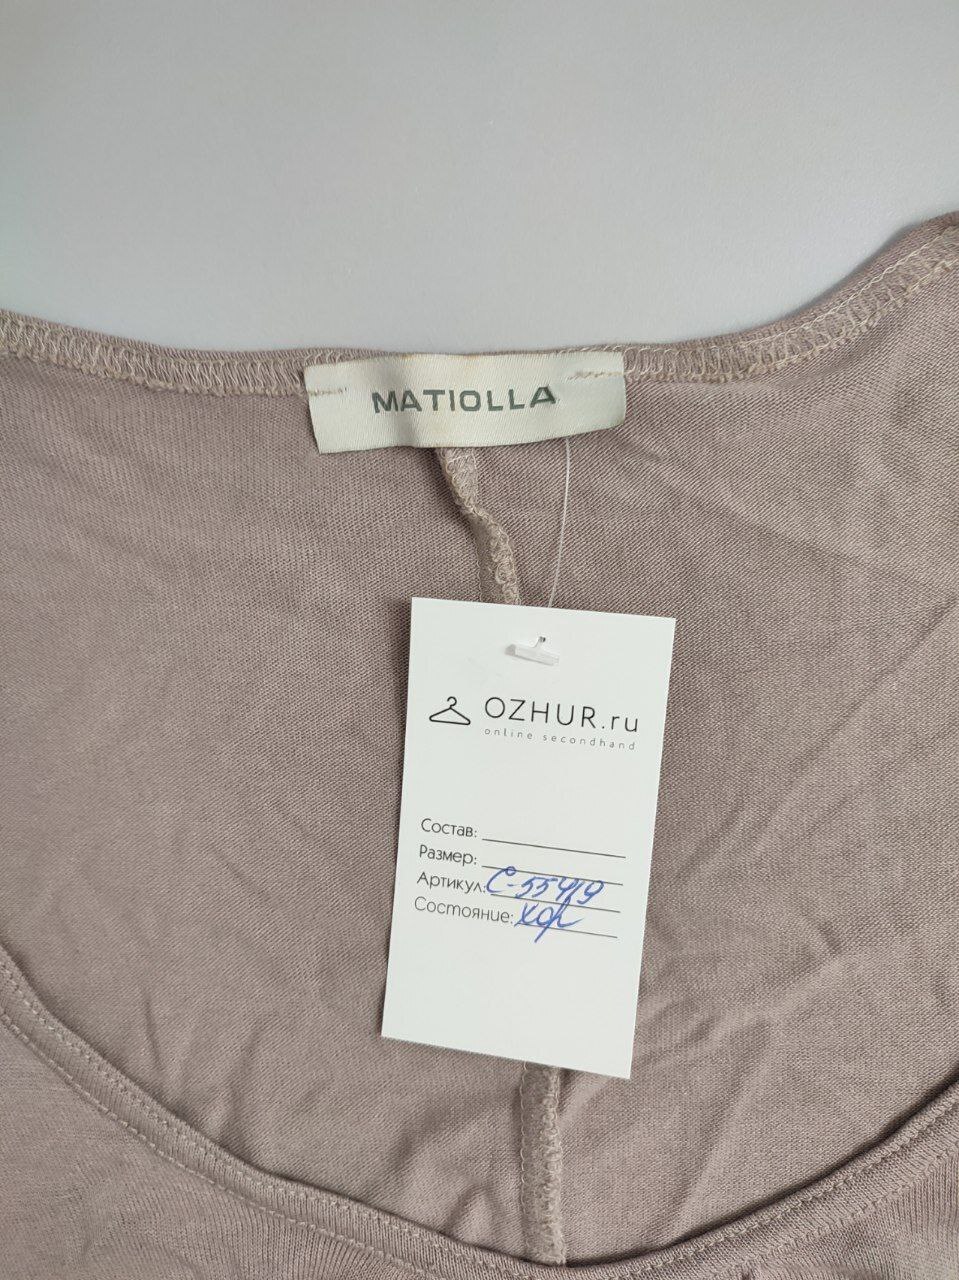 MATIOLLA
OZHUR.ru
online secondhand
Состав:
Размер:
Артикул: С-55419
Состояние: хор